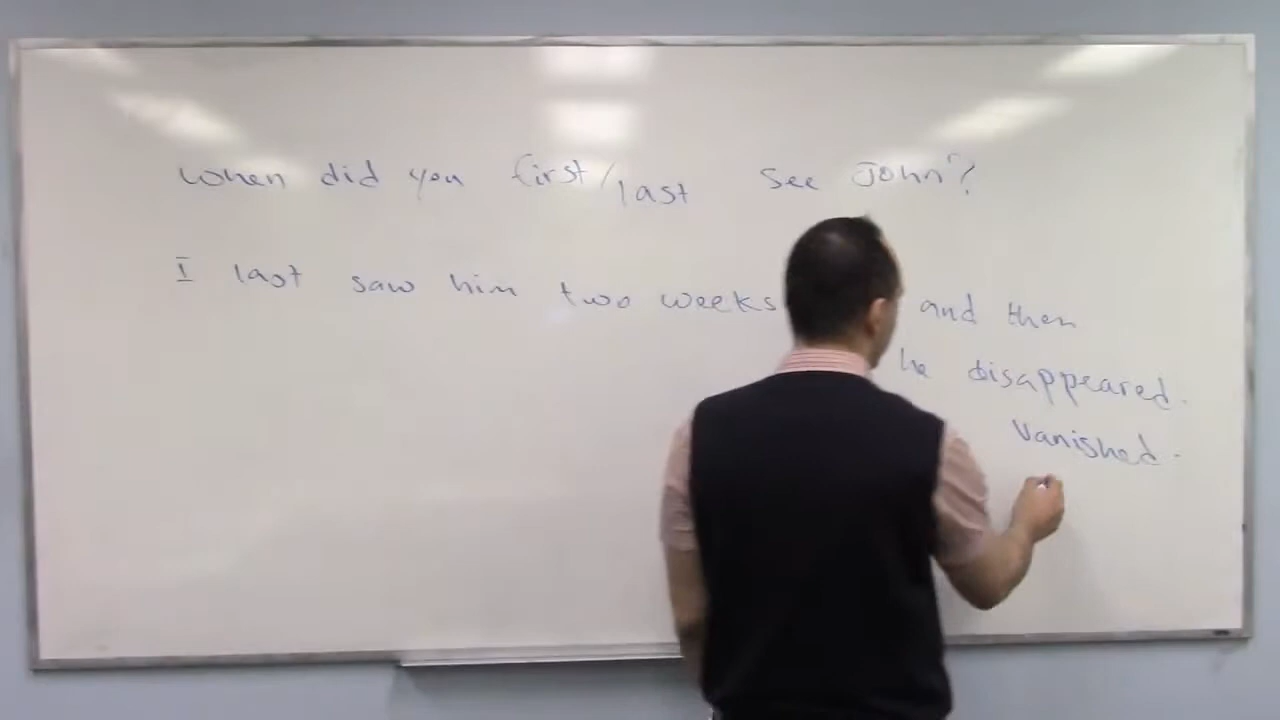 When did you first/last see John?
I last saw him two weeks and then
he disappeared.
Vanished.